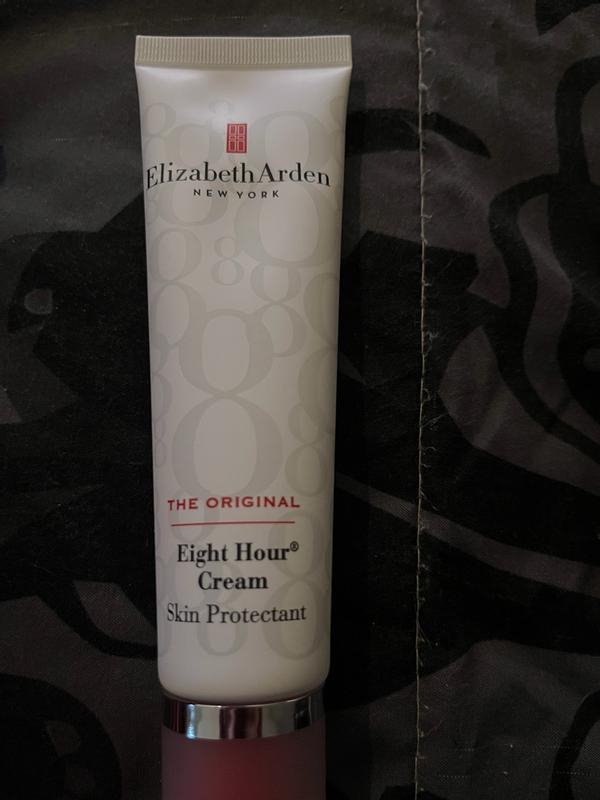 ElizabethArden
NEW YORK
THE ORIGINAL
Eight Hour®
Cream
Skin Protectant